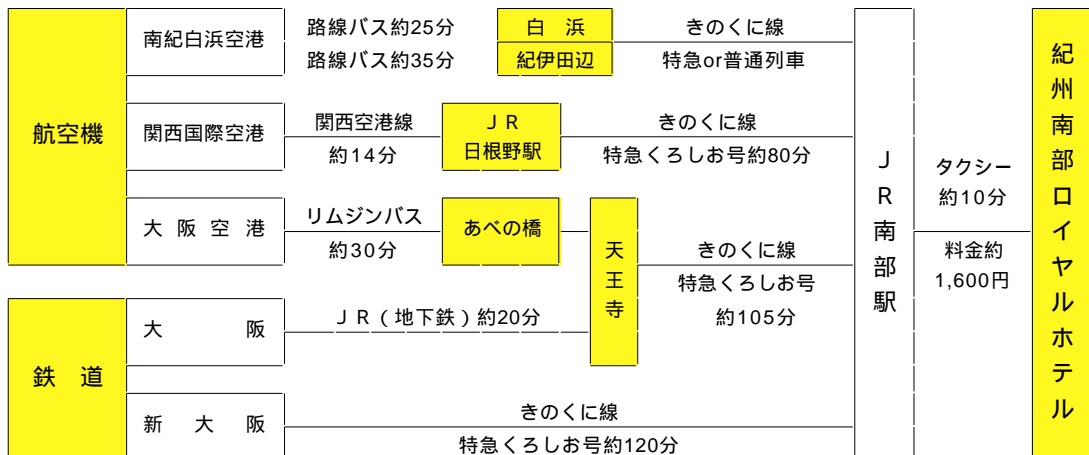 航空機
南紀白浜空港
路線バス約25分
路線バス約35分
白 浜
紀伊田辺
きのくに線
特急or普通列車
関西国際空港
関西空港線
約14分
ＪＲ
日根野駅
きのくに線
特急くろしお号約80分
大阪空港
リムジンバス
約30分
あべの橋
天王寺
きのくに線
特急くろしお号
約105分
鉄 道
大 阪
ＪＲ（地下鉄）約20分
新 大 阪
きのくに線
特急くろしお号約120分
ＪＲ南部駅
タクシー
約10分
料金約
1,600円
紀州南部ロイヤルホテル